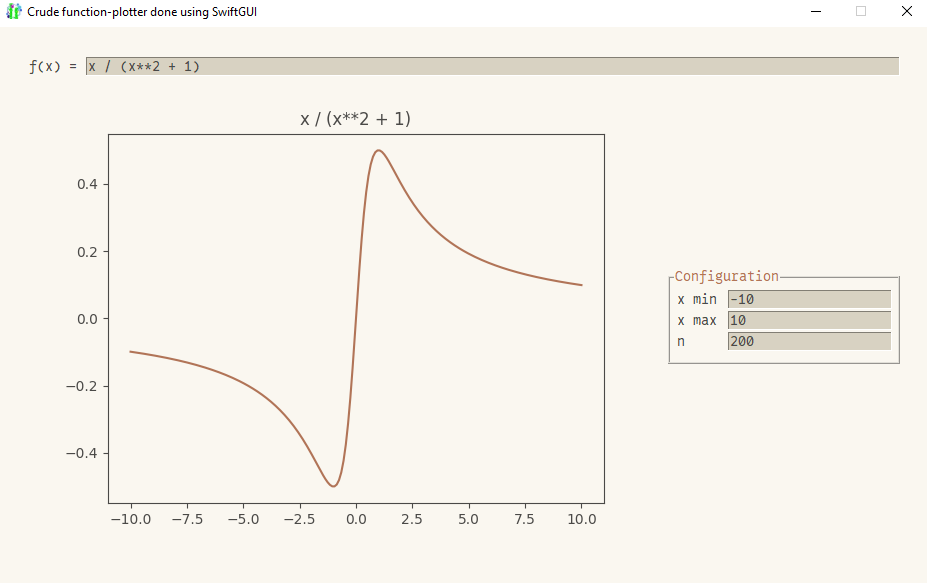 Crude function-plotter done using SwiftGUI
f(x) = x / (x**2 + 1)
x / (x**2 + 1)
0.4
0.2
0.0
−0.2
−0.4
−10.0 −7.5 −5.0 −2.5 0.0 2.5 5.0 7.5 10.0
Configuration
x min -10
x max 10
n 200